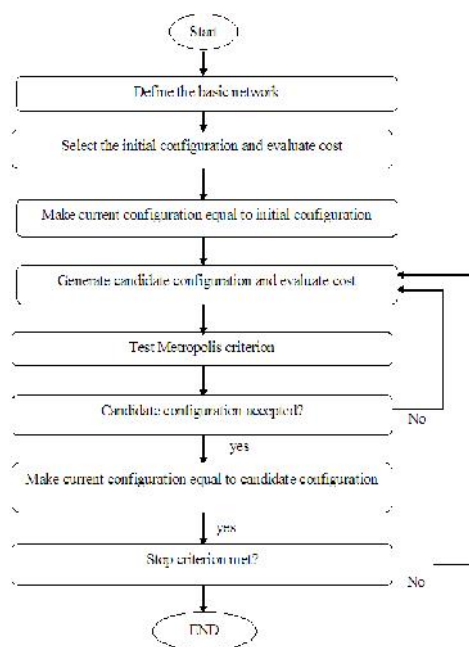 Start
Define the basic network
Select the initial configuration and evaluate cost
Make current configuration equal to initial configuration
Generate candidate configuration and evaluate cost
Test Metropolis criterion
Candidate configuration accepted?
No
yes
Make current configuration equal to candidate configuration
yes
Stop criterion met?
No
END